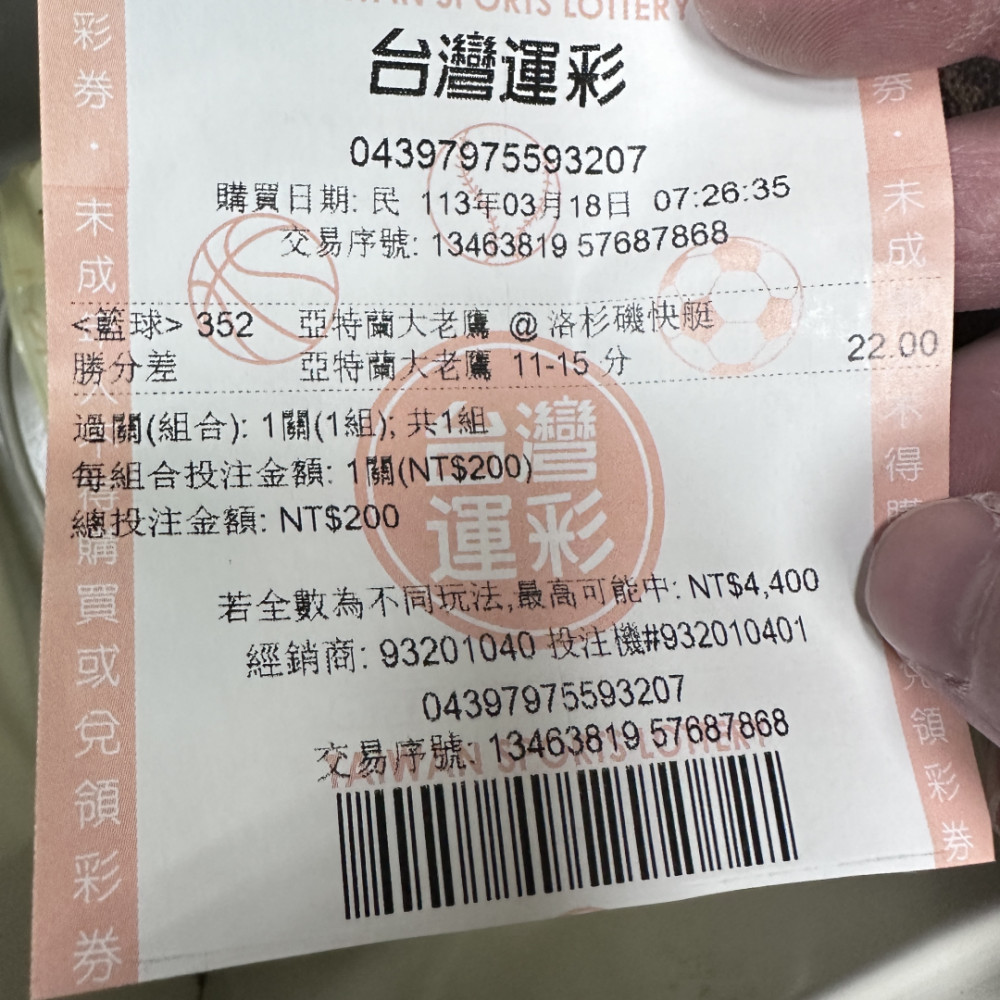 TAIWAN SPORTS LOTTERY
台灣運彩
04397975593207
購買日期: 民 113年03月18日 07:26:35
交易序號: 13463819 57687868
<籃球> 352 亞特蘭大老鷹 @ 洛杉磯快艇
勝分差 亞特蘭大老鷹 11-15 分 22.00
過關(組合): 1關(1組); 共1組
每組合投注金額: 1關(NT$200)
總投注金額: NT$200
台灣
運彩
若全數為不同玩法,最高可能中: NT$4,400
經銷商: 93201040 投注機#932010401
04397975593207
交易序號: 13463819 57687868
TAIWAN SPORTS LOTTERY
彩券・未成
購買或兌領彩券
券・未成
得購
兌領彩券